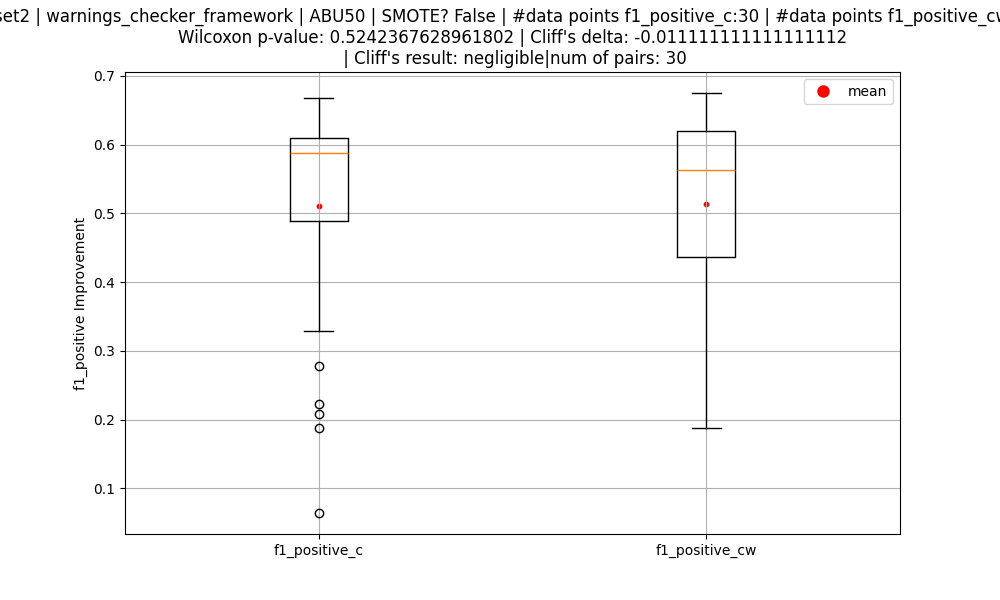 set2 | warnings_checker_framework | ABU50 | SMOTE? False | #data points f1_positive_c:30 | #data points f1_positive_cw
Wilcoxon p-value: 0.5242367628961802 | Cliff's delta: -0.011111111111111112
| Cliff's result: negligible|num of pairs: 30
mean
0.7
0.6
0.5
0.4
0.3
0.2
0.1
f1_positive Improvement
f1_positive_c
f1_positive_cw